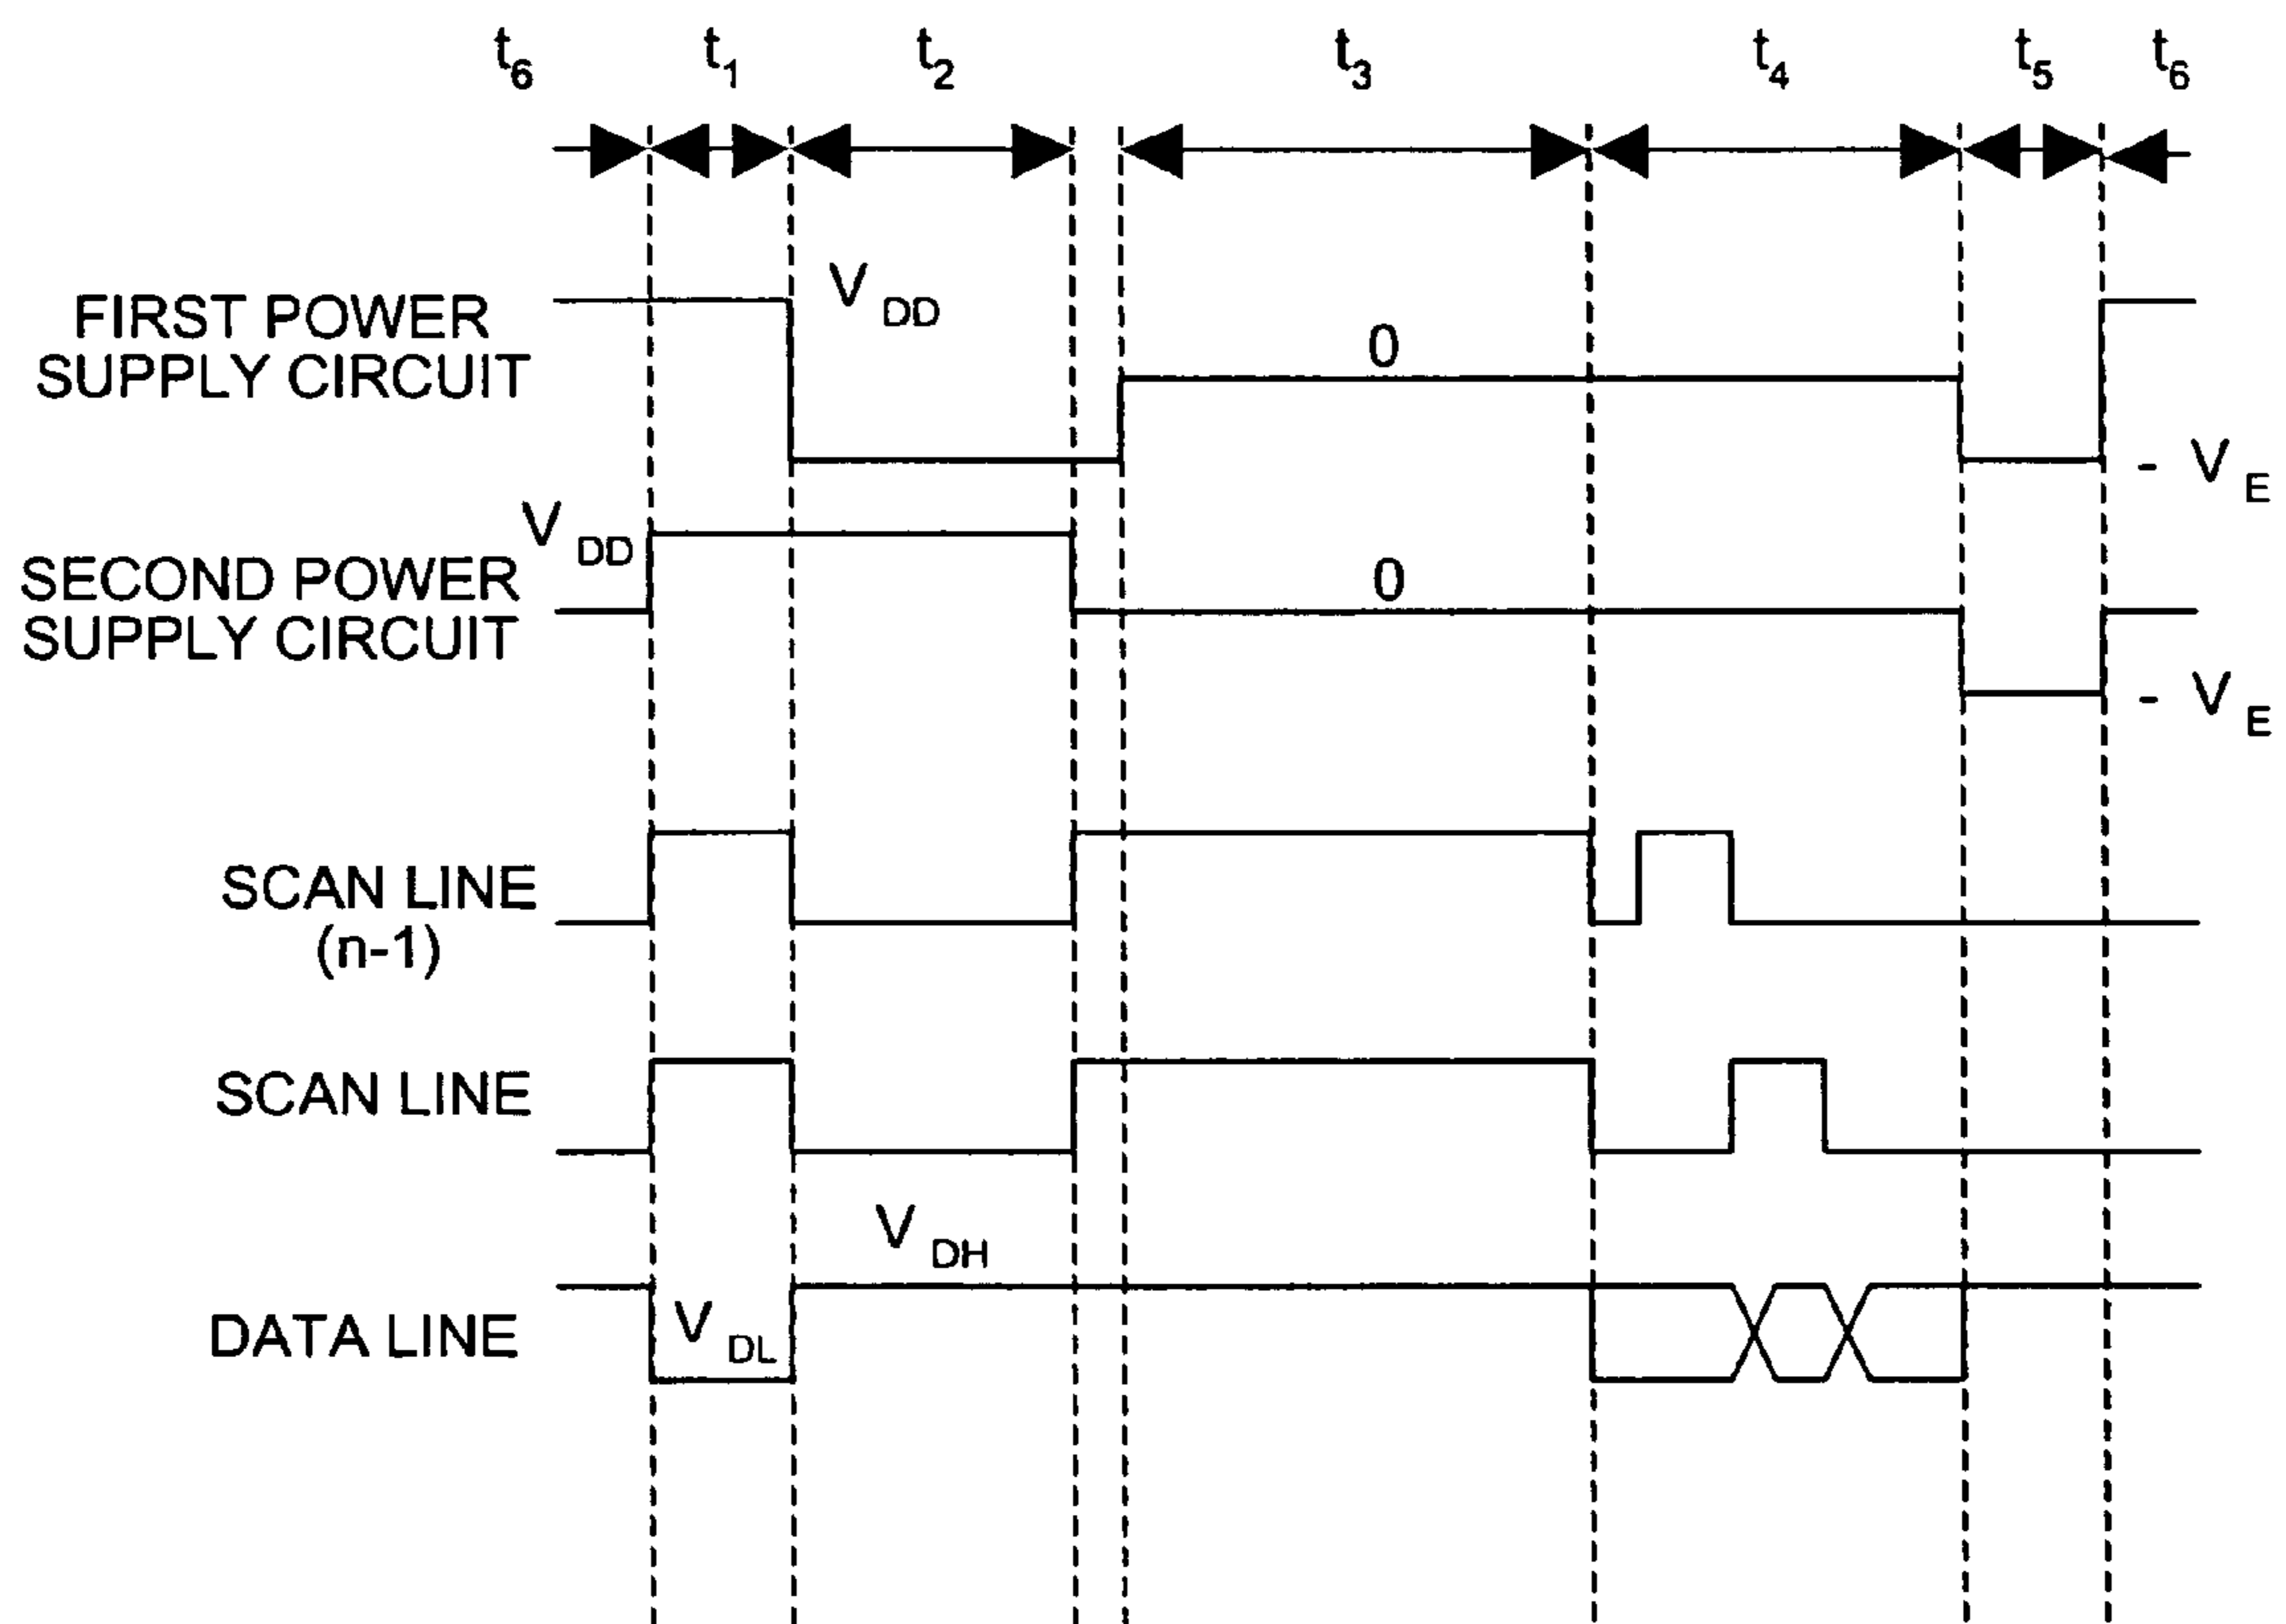 t6 t1 t2 t3 t4 t5 t6
VDD
FIRST POWER
SUPPLY CIRCUIT
0
- VE
VDD
SECOND POWER
SUPPLY CIRCUIT
0
- VE
SCAN LINE
(n-1)
SCAN LINE
VDH
DATA LINE
VDL